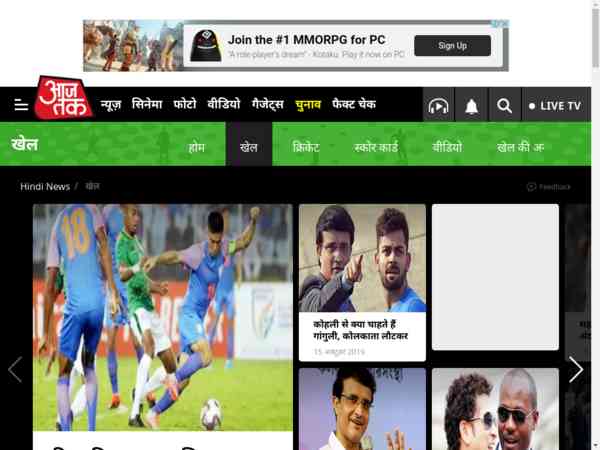 Join the #1 MMORPG for PC
"A role-player's dream" - Kotaku. Play it now on PC
Sign Up
आज तक
न्यूज़ सिनेमा फोटो वीडियो गैजेट्स चुनाव फैक्ट चेक
LIVE TV
खेल
होम खेल क्रिकेट स्कोर कार्ड वीडियो खेल की
Hindi News / खेल
Feedback
18
कोहली से क्या चाहते हैं
गांगुली, कोलकाता लौटकर
15 अक्टूबर 2019